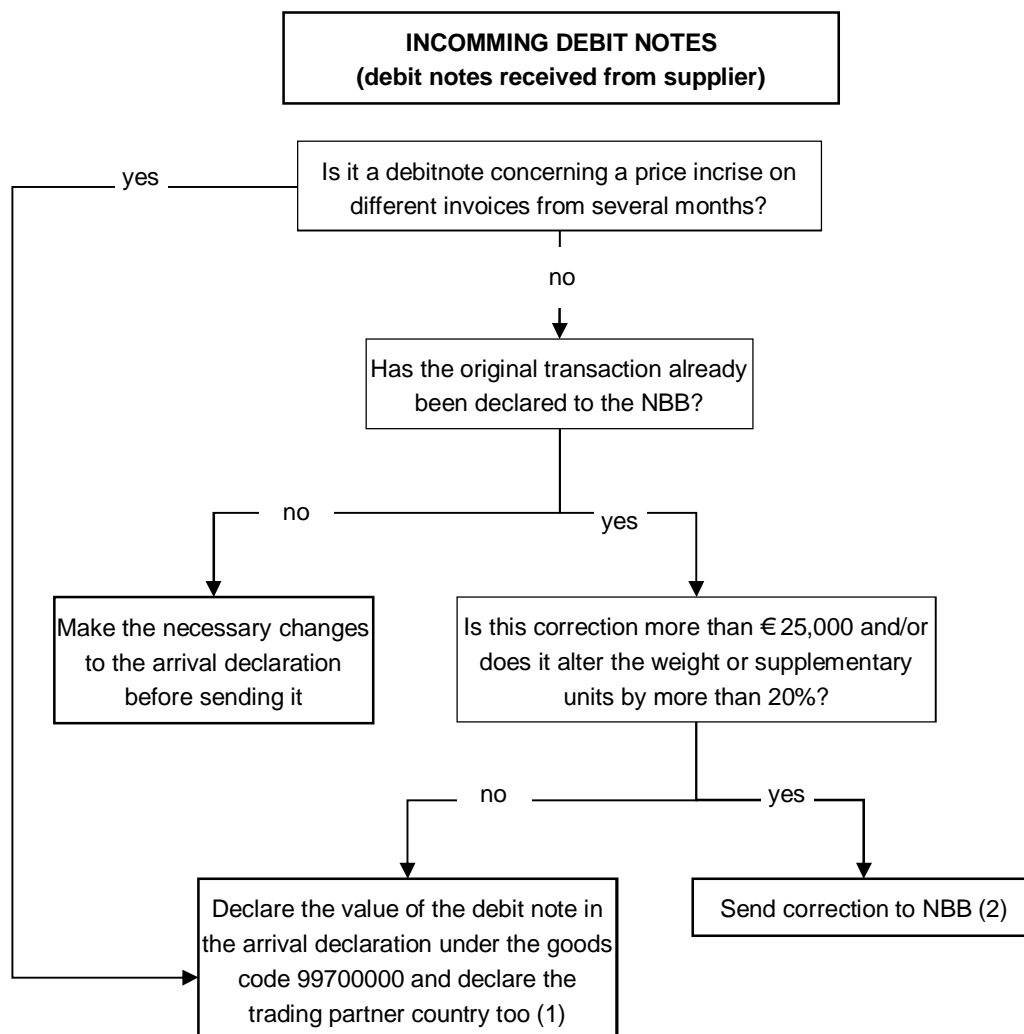 INCOMMING DEBIT NOTES
(debit notes received from supplier)
yes
Is it a debitnote concerning a price incrise on
different invoices from several months?
no
Has the original transaction already
been declared to the NBB?
no
yes
Make the necessary changes
to the arrival declaration
before sending it
Is this correction more than € 25,000 and/or
does it alter the weight or supplementary
units by more than 20%?
no
yes
Declare the value of the debit note in
the arrival declaration under the goods
code 99700000 and declare the
trading partner country too (1)
Send correction to NBB (2)